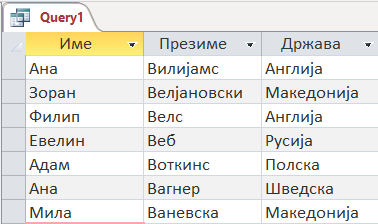 Query1
Име Презиме Држава
Ана Вилијамс Англија
Зоран Велјановски Македонија
Филип Велс Англија
Евелин Веб Русија
Адам Воткинс Полска
Ана Вагнер Шведска
Мила Ваневска Македонија